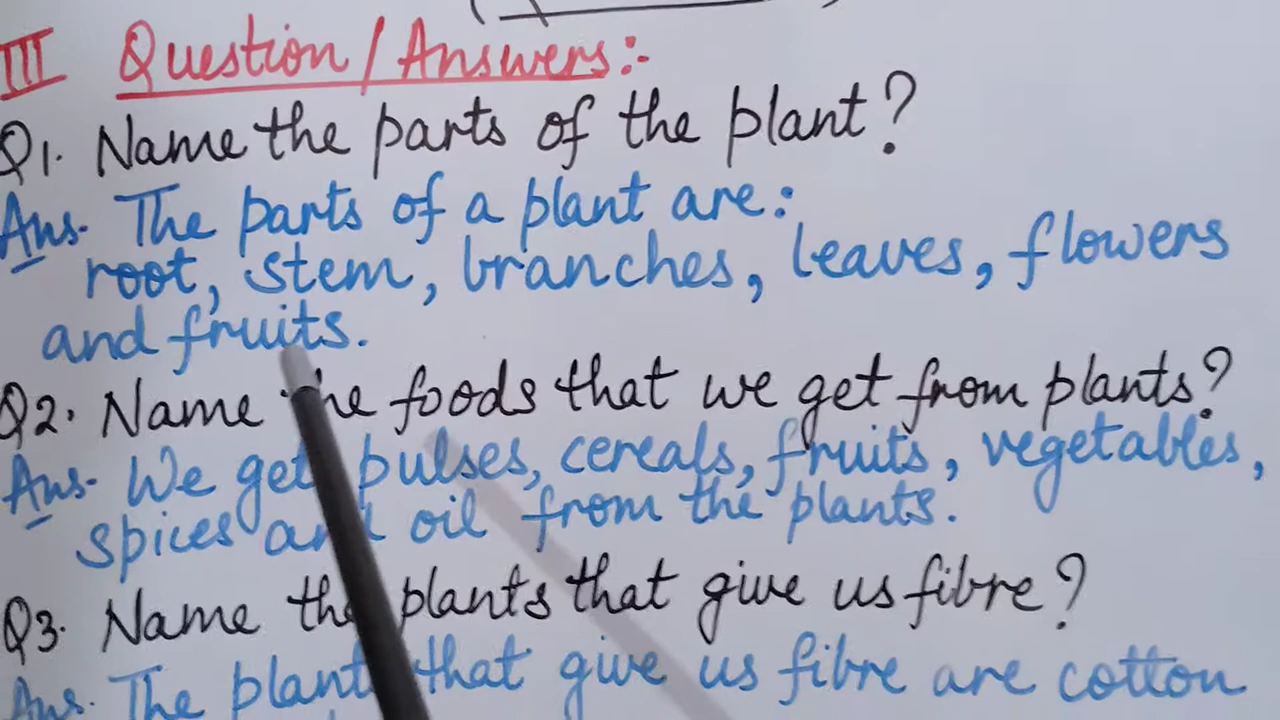 III Question/Answers:-
Q1. Name the parts of the plant?
Ans. The parts of a plant are:
root, stem, branches, leaves, flowers
and fruits.
Q2. Name the foods that we get from plants?
Ans. We get pulses, cereals, fruits, vegetables,
spices and oil from the plants.
Q3. Name the plants that give us fibre?
Ans. The plants that give us fibre are cotton